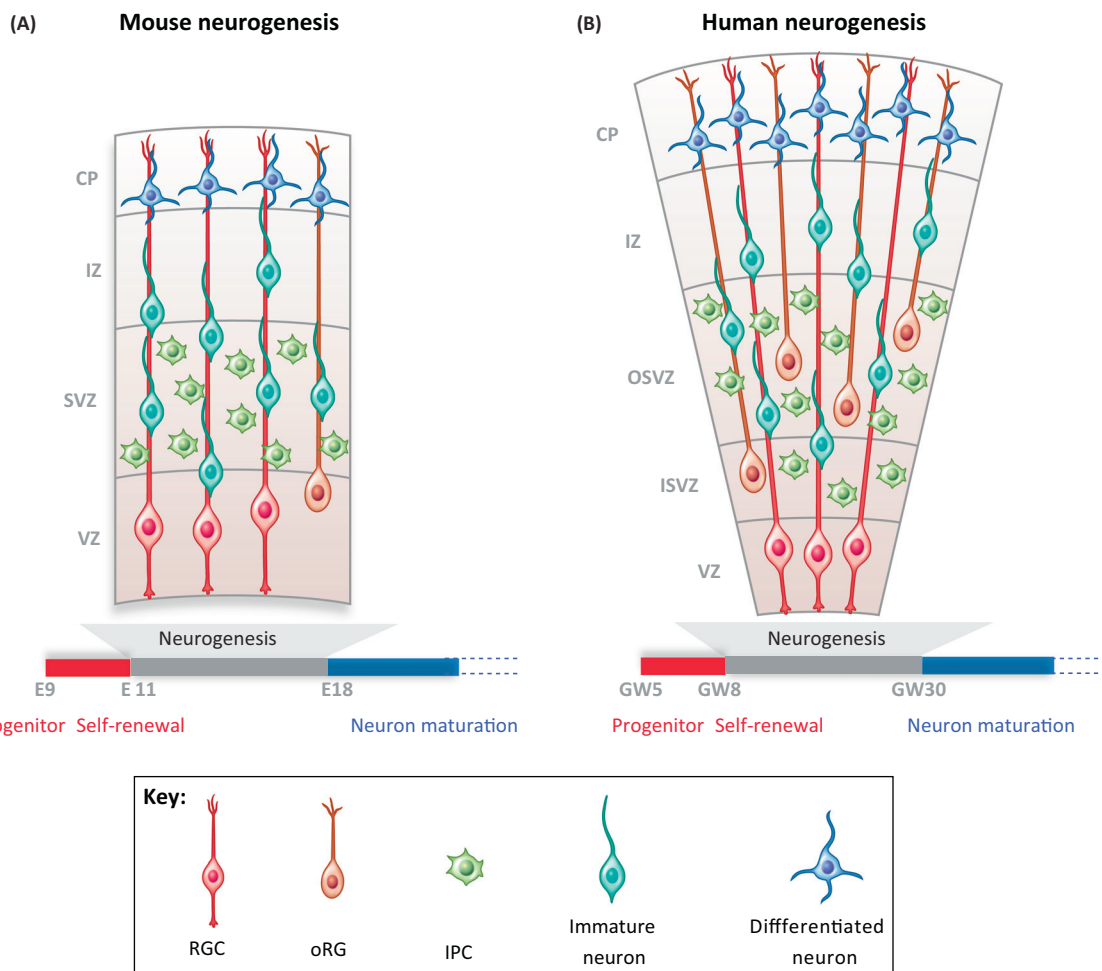 (A) Mouse neurogenesis
CP
IZ
SVZ
VZ
Neurogenesis
E9 E 11 E18
ogenitor Self-renewal Neuron maturation
(B) Human neurogenesis
CP
IZ
OSVZ
ISVZ
VZ
Neurogenesis
GW5 GW8 GW30
Progenitor Self-renewal Neuron maturation
Key:
RGC oRG IPC Immature neuron Diffferentiated neuron